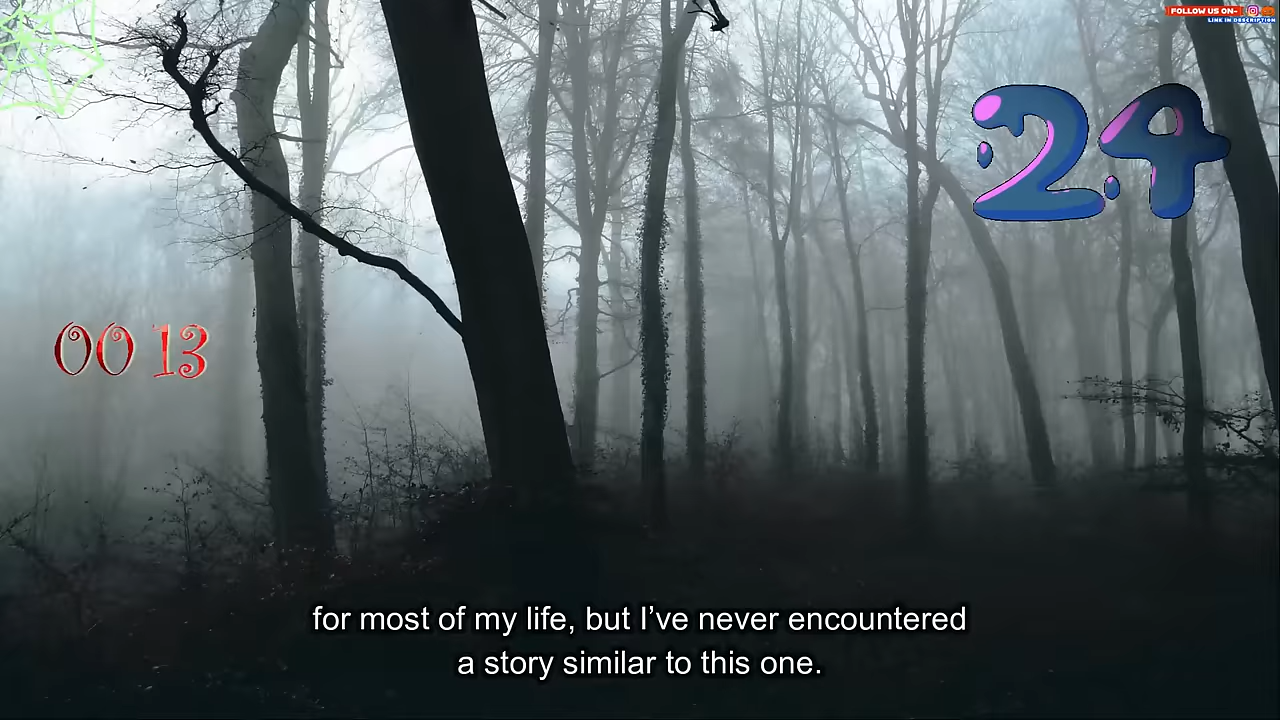 FOLLOW US ON-
LINK IN DESCRIPTION
24
00 13
for most of my life, but I’ve never encountered
a story similar to this one.